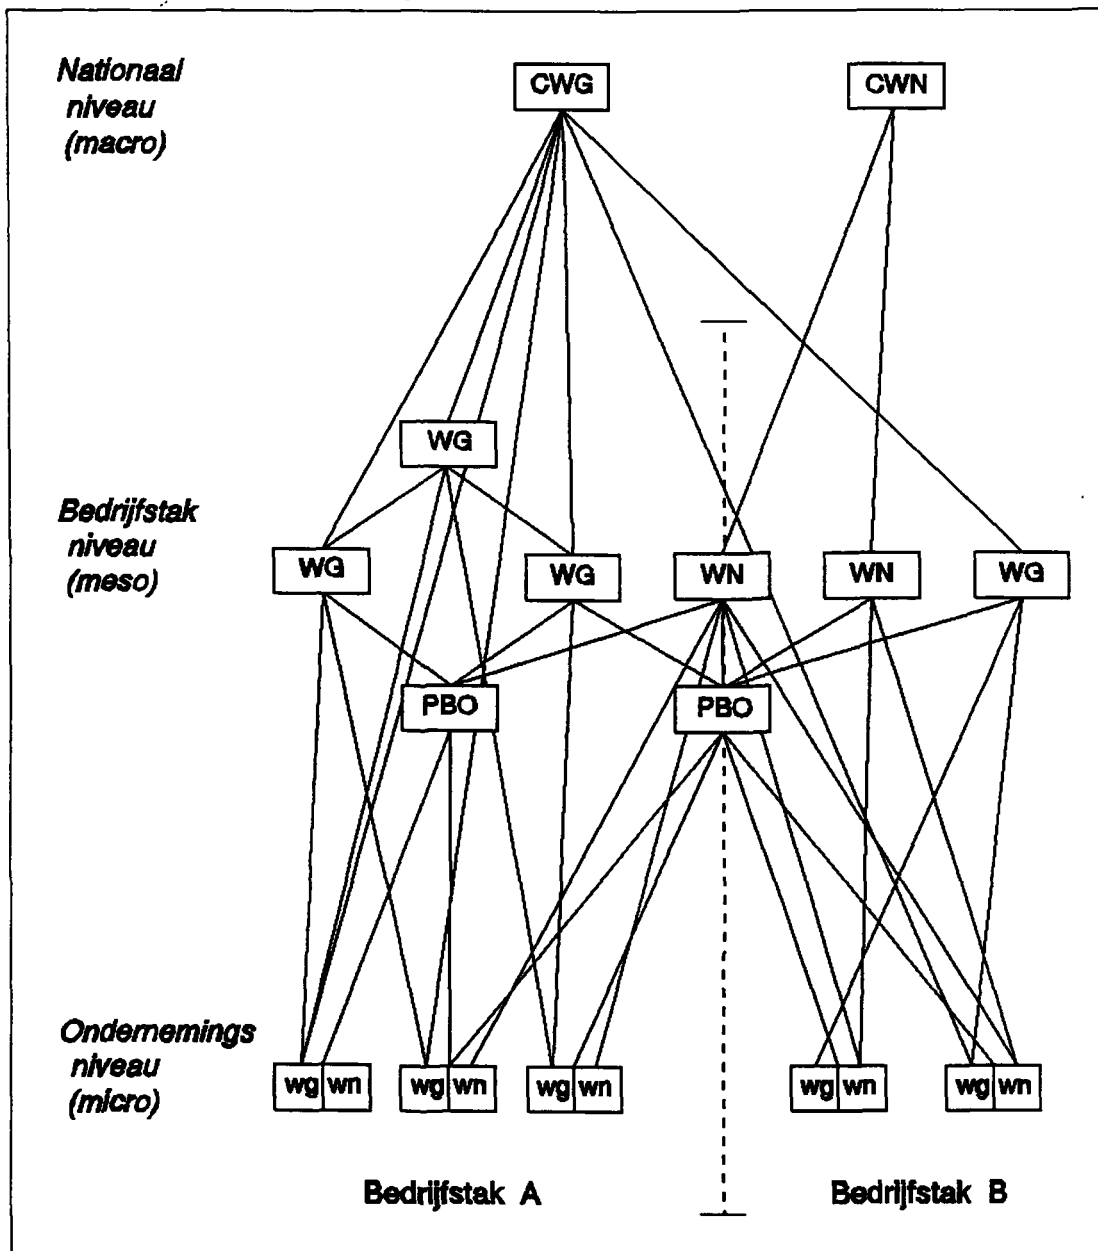 Nationaal
niveau
(macro)
CWG
CWN
WG
Bedrijfstak
niveau
(meso)
WG
WG
WN
WN
WG
PBO
PBO
Ondernemings
niveau
(micro)
wg wn
wg wn
wg wn
wg wn
wg wn
Bedrijfstak A
Bedrijfstak B